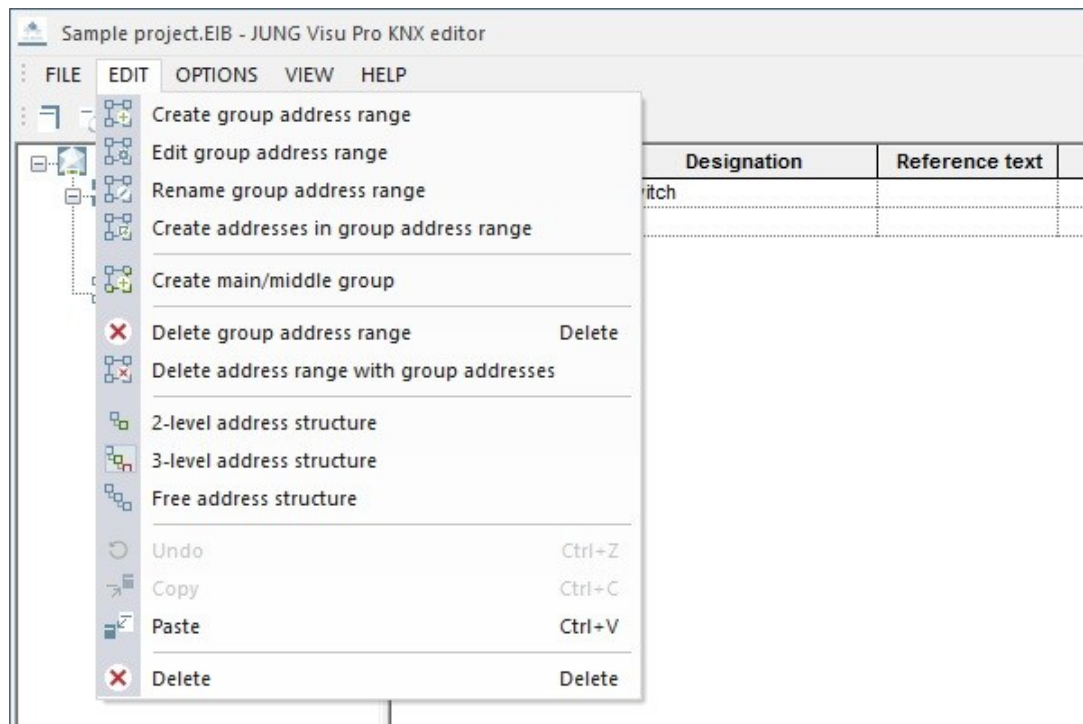 Sample project.EIB - JUNG Visu Pro KNX editor
FILE EDIT OPTIONS VIEW HELP
Create group address range
Edit group address range
Designation Reference text
Rename group address range
itch
Create addresses in group address range
Create main/middle group
Delete group address range Delete
Delete address range with group addresses
2-level address structure
3-level address structure
Free address structure
Undo Ctrl+Z
Copy Ctrl+C
Paste Ctrl+V
Delete Delete